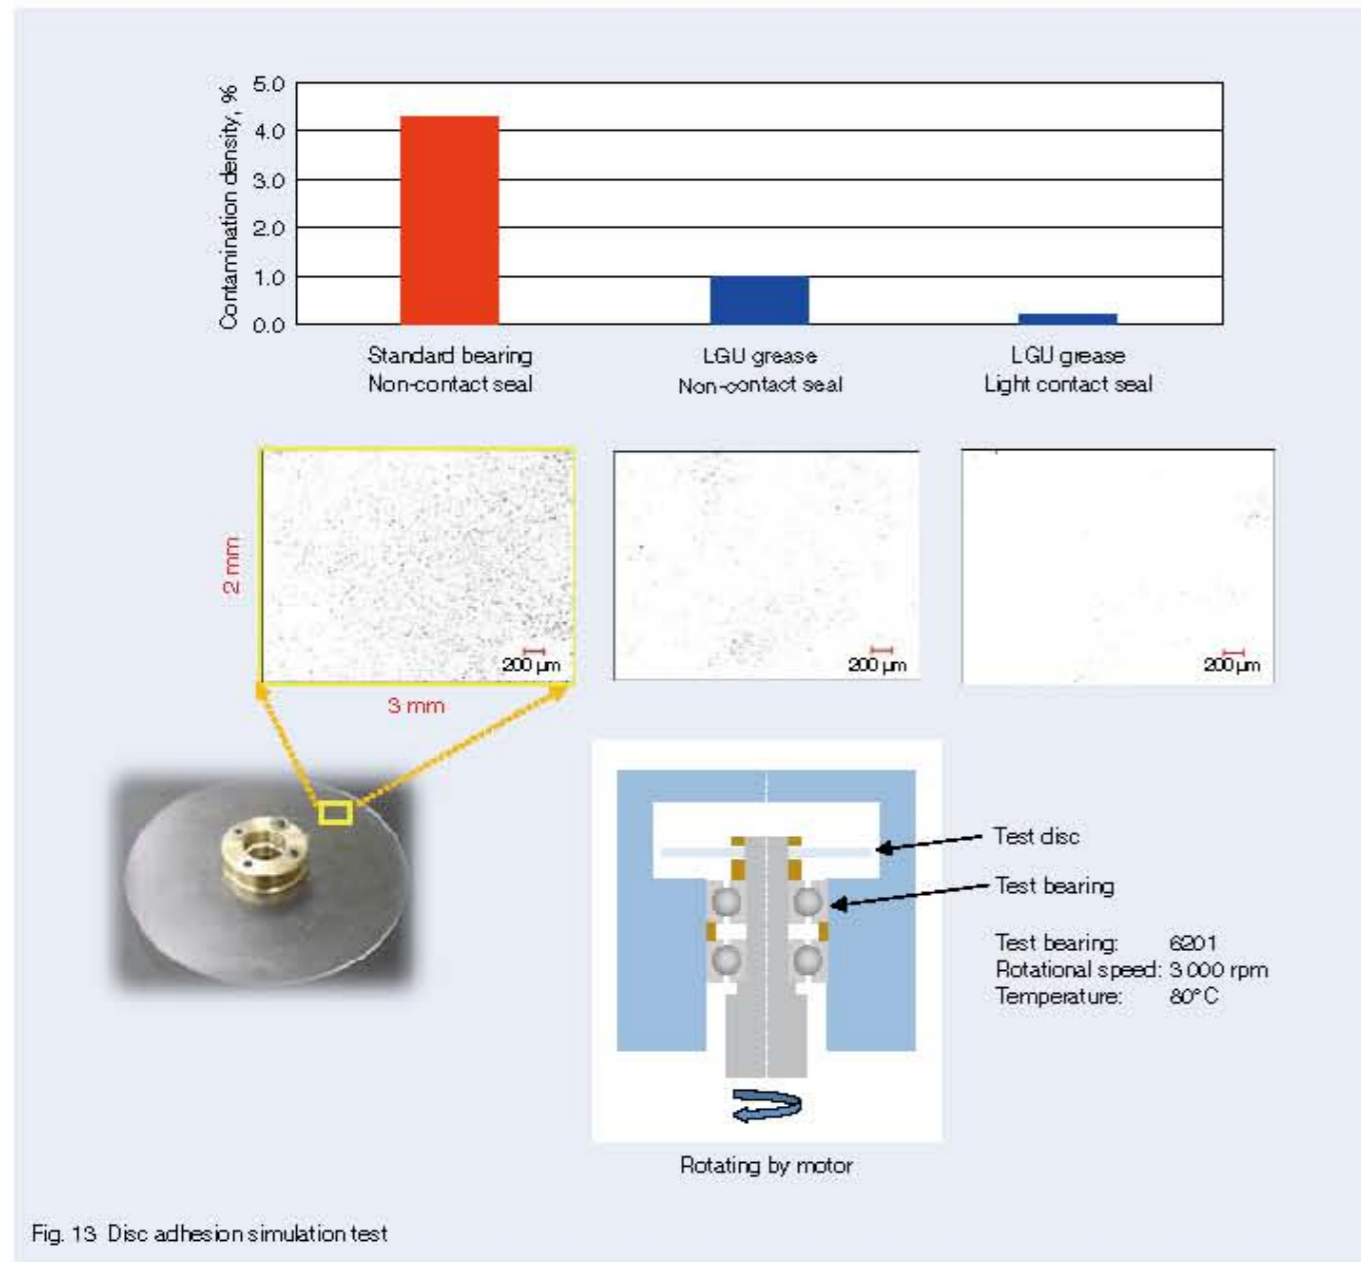 Contamination density, %
5.0
4.0
3.0
2.0
1.0
0.0
Standard bearing
Non-contact seal
LGU grease
Non-contact seal
LGU grease
Light contact seal
2 mm
3 mm
200 µm
200 µm
200 µm
Test disc
Test bearing
Test bearing: 6201
Rotational speed: 3 000 rpm
Temperature: 80°C
Rotating by motor
Fig. 13 Disc adhesion simulation test